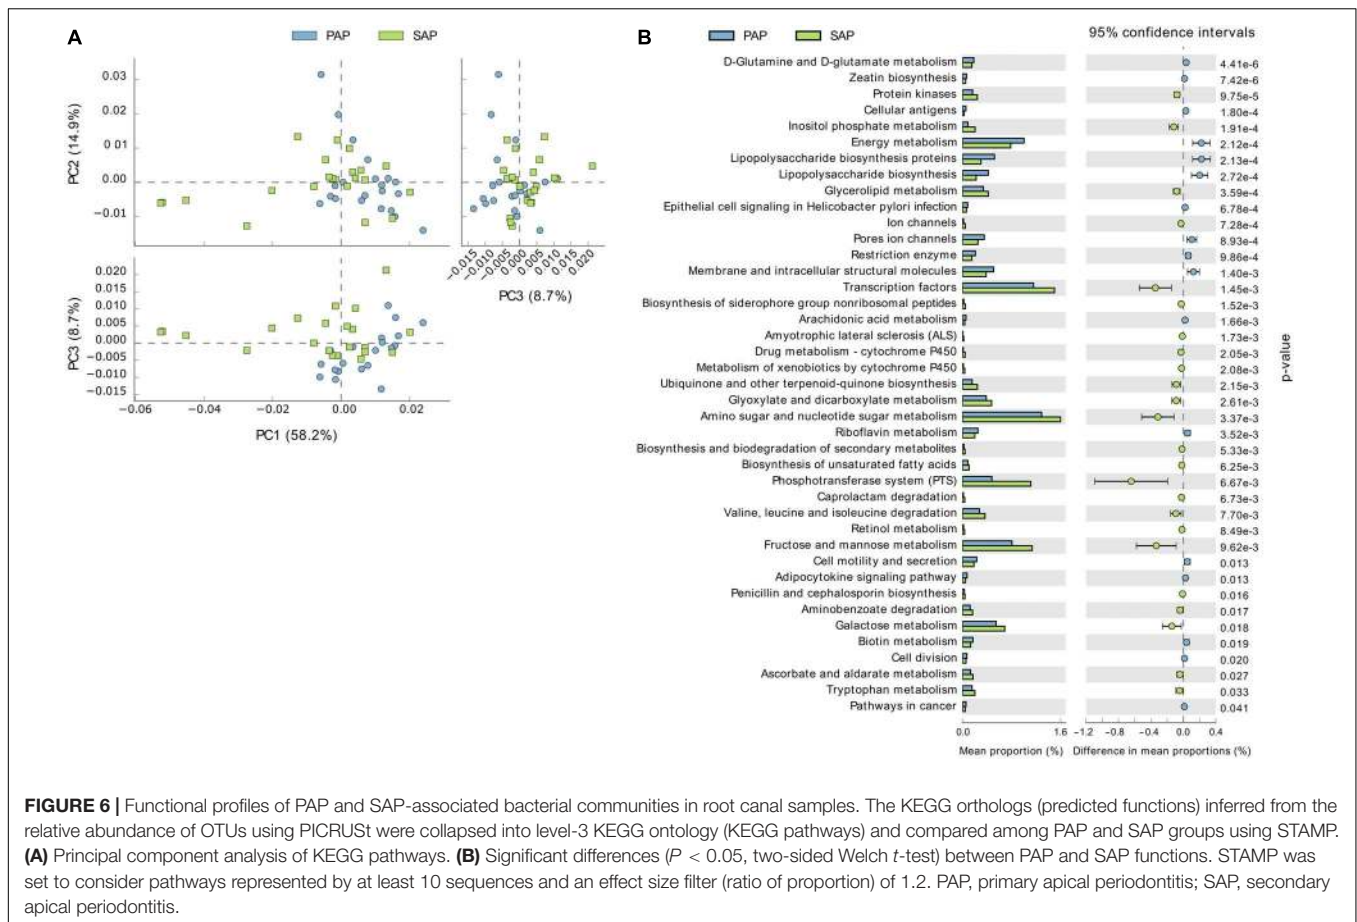 A
PAP
SAP
0.03
0.02
0.01
0.00
−0.01
PC2 (14.9%)
−0.015
−0.010
−0.005
0.000
0.005
0.010
0.015
0.020
PC3 (8.7%)
0.020
0.015
0.010
0.005
0.000
−0.005
−0.010
−0.015
PC3 (8.7%)
−0.06
−0.04
−0.02
0.00
0.02
PC1 (58.2%)
B
PAP
SAP
95% confidence intervals
D-Glutamine and D-glutamate metabolism 4.41e-6
Zeatin biosynthesis 7.42e-6
Protein kinases 9.75e-5
Cellular antigens 1.80e-4
Inositol phosphate metabolism 1.91e-4
Energy metabolism 2.12e-4
Lipopolysaccharide biosynthesis proteins 2.13e-4
Lipopolysaccharide biosynthesis 2.72e-4
Glycerolipid metabolism 3.59e-4
Epithelial cell signaling in Helicobacter pylori infection 6.78e-4
Ion channels 7.28e-4
Pores ion channels 8.93e-4
Restriction enzyme 9.86e-4
Membrane and intracellular structural molecules 1.40e-3
Transcription factors 1.45e-3
Biosynthesis of siderophore group nonribosomal peptides 1.52e-3
Arachidonic acid metabolism 1.66e-3
Amyotrophic lateral sclerosis (ALS) 1.73e-3
Drug metabolism - cytochrome P450 2.05e-3
Metabolism of xenobiotics by cytochrome P450 2.08e-3
Ubiquinone and other terpenoid-quinone biosynthesis 2.15e-3
Glyoxylate and dicarboxylate metabolism 2.61e-3
Amino sugar and nucleotide sugar metabolism 3.37e-3
Riboflavin metabolism 3.52e-3
Biosynthesis and biodegradation of secondary metabolites 5.33e-3
Biosynthesis of unsaturated fatty acids 6.25e-3
Phosphotransferase system (PTS) 6.67e-3
Caprolactam degradation 6.73e-3
Valine, leucine and isoleucine degradation 7.70e-3
Retinol metabolism 8.49e-3
Fructose and mannose metabolism 9.62e-3
Cell motility and secretion 0.013
Adipocytokine signaling pathway 0.013
Penicillin and cephalosporin biosynthesis 0.016
Aminobenzoate degradation 0.017
Galactose metabolism 0.018
Biotin metabolism 0.019
Cell division 0.020
Ascorbate and aldarate metabolism 0.027
Tryptophan metabolism 0.033
Pathways in cancer 0.041
p-value
0.0 1.6 −1.2 −0.8 −0.4 0.0 0.4
Mean proportion (%) Difference in mean proportions (%)
FIGURE 6 | Functional profiles of PAP and SAP-associated bacterial communities in root canal samples. The KEGG orthologs (predicted functions) inferred from the
relative abundance of OTUs using PICRUSt were collapsed into level-3 KEGG ontology (KEGG pathways) and compared among PAP and SAP groups using STAMP.
(A) Principal component analysis of KEGG pathways. (B) Significant differences (P < 0.05, two-sided Welch t-test) between PAP and SAP functions. STAMP was
set to consider pathways represented by at least 10 sequences and an effect size filter (ratio of proportion) of 1.2. PAP, primary apical periodontitis; SAP, secondary
apical periodontitis.